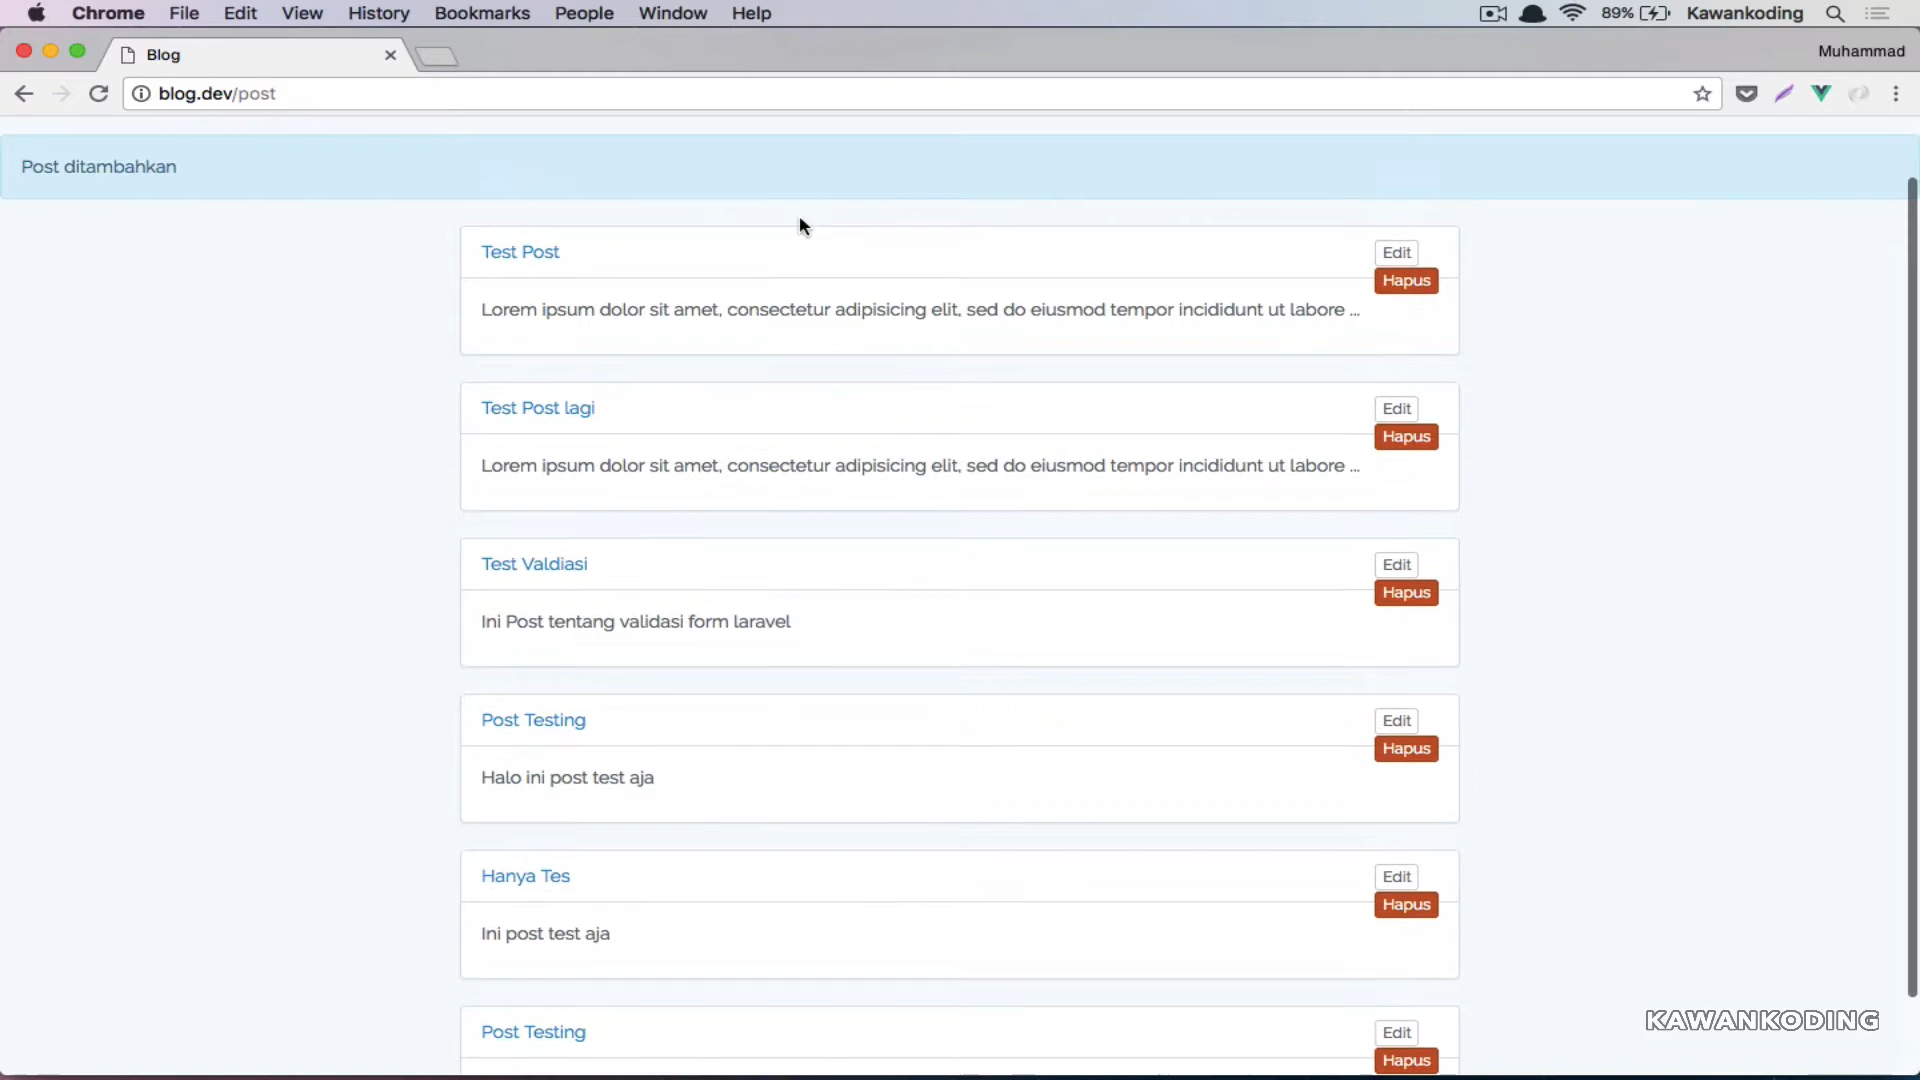 Chrome File Edit View History Bookmarks People Window Help 89% Kawankoding
Blog Muhammad
blog.dev/post
Post ditambahkan
Test Post Edit
Hapus
Lorem ipsum dolor sit amet, consectetur adipisicing elit, sed do eiusmod tempor incididunt ut labore ...
Test Post lagi Edit
Hapus
Lorem ipsum dolor sit amet, consectetur adipisicing elit, sed do eiusmod tempor incididunt ut labore ...
Test Valdiasi Edit
Hapus
Ini Post tentang validasi form laravel
Post Testing Edit
Hapus
Halo ini post test aja
Hanya Tes Edit
Hapus
Ini post test aja
Post Testing Edit
Hapus
KAWANKODING